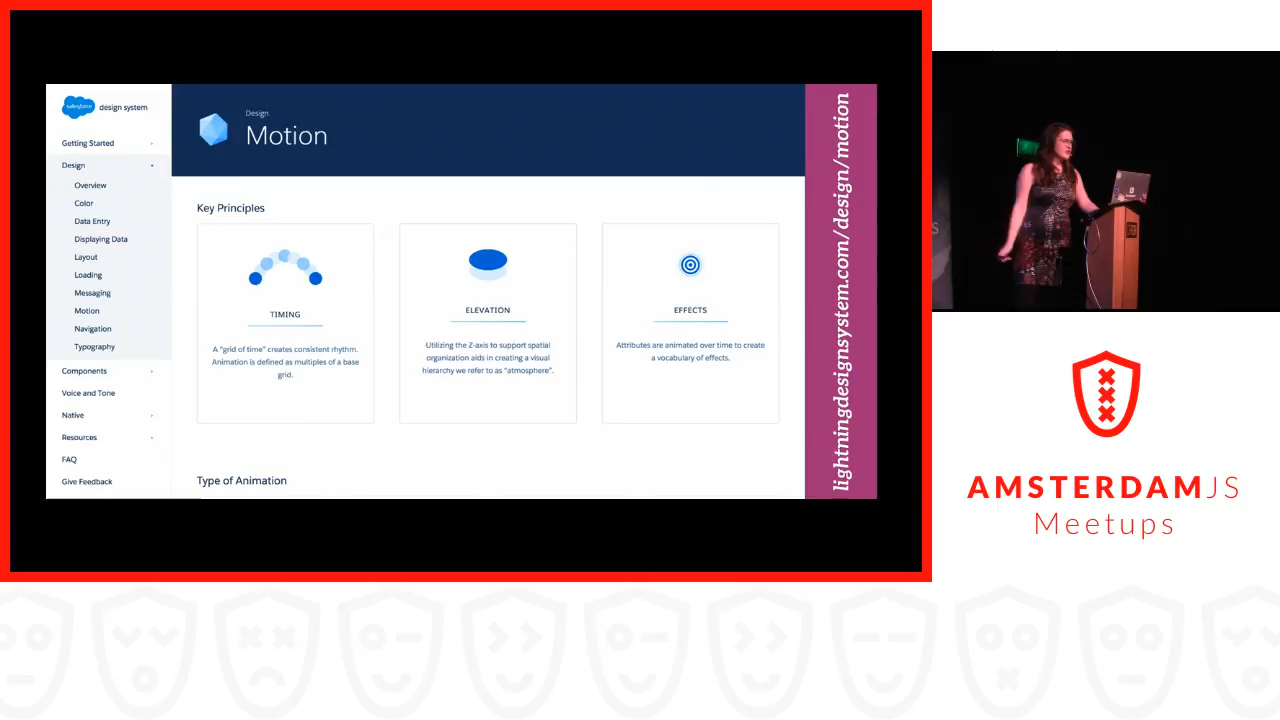 salesforce
design system
Getting Started
Design
Overview
Color
Data Entry
Displaying Data
Layout
Loading
Messaging
Motion
Navigation
Typography
Components
Voice and Tone
Native
Resources
FAQ
Give Feedback
Design
Motion
Key Principles
TIMING
A "grid of time" creates consistent rhythm.
Animation is defined as multiples of a base
grid.
ELEVATION
Utilizing the Z-axis to support spatial
organization aids in creating a visual
hierarchy we refer to as "atmosphere".
EFFECTS
Attributes are animated over time to create
a vocabulary of effects.
Type of Animation
lightningdesignsystem.com/design/motion
AMSTERDAMJS
Meetups